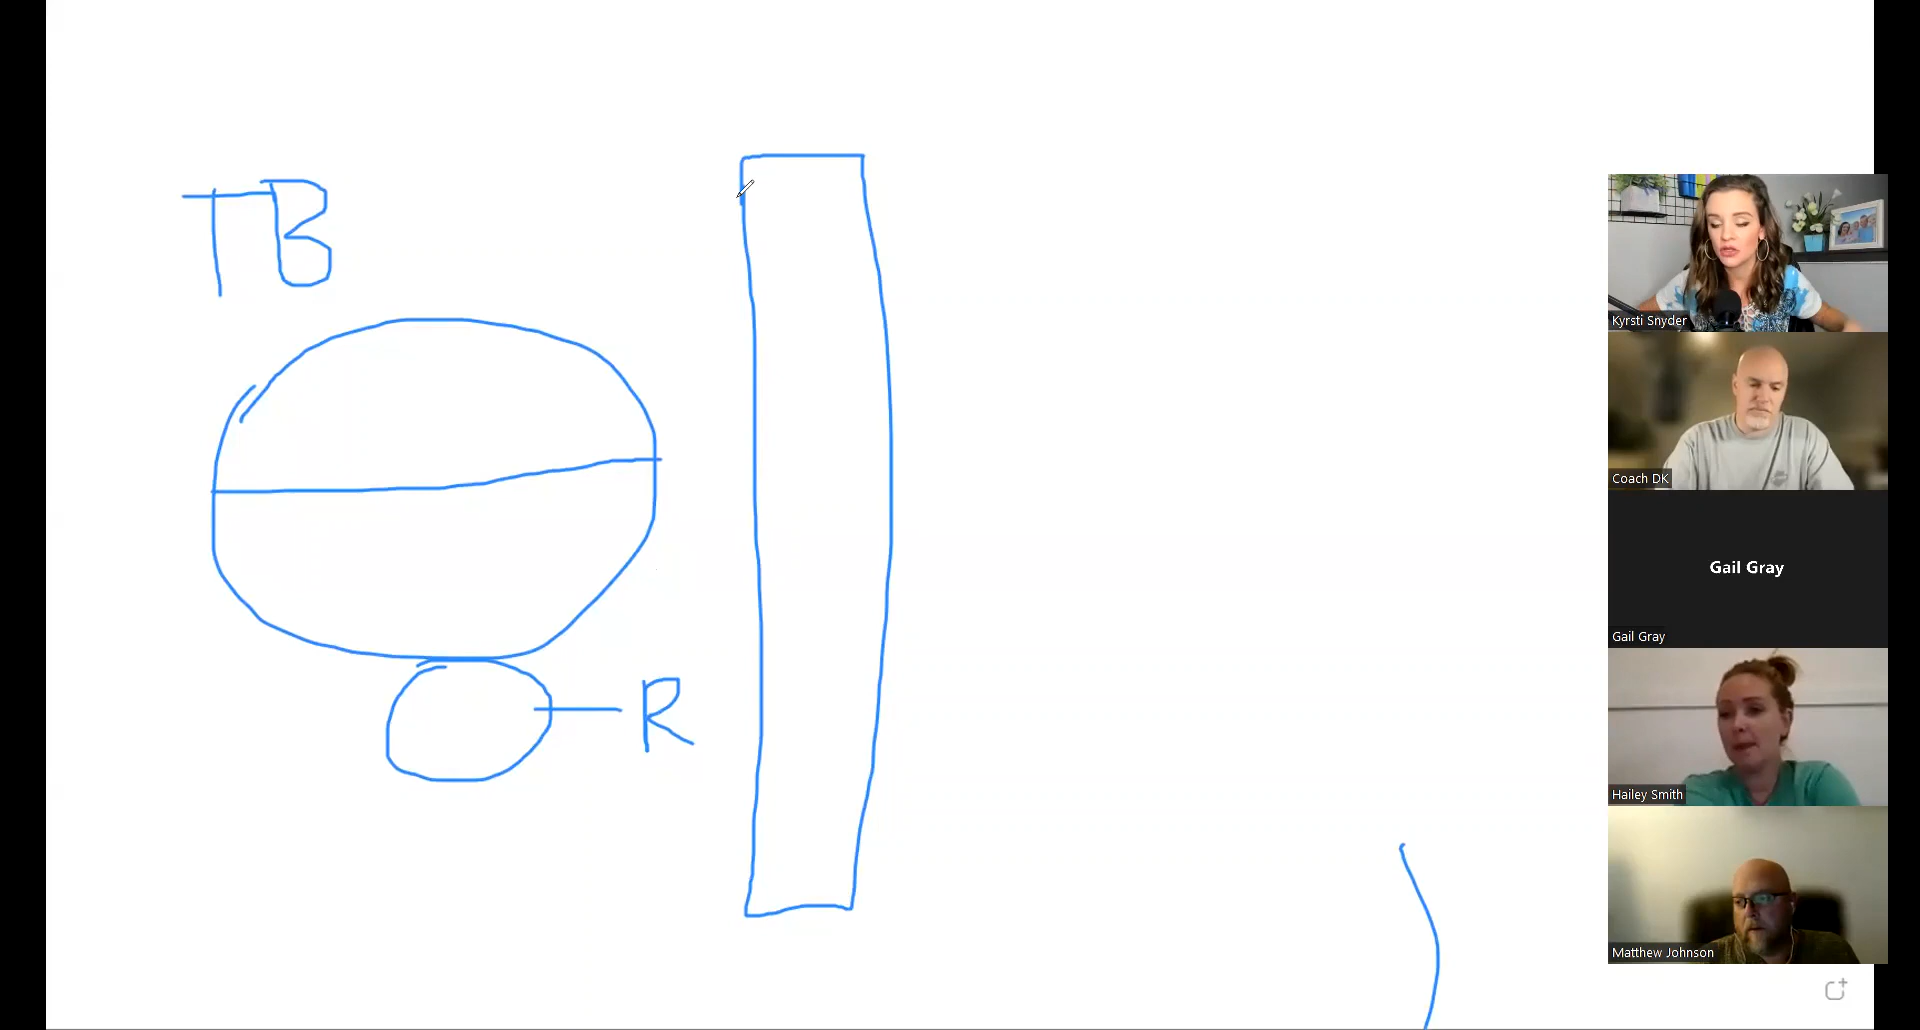 TB
R
Kyrsti Snyder
Coach DK
Gail Gray
Gail Gray
Hailey Smith
Matthew Johnson